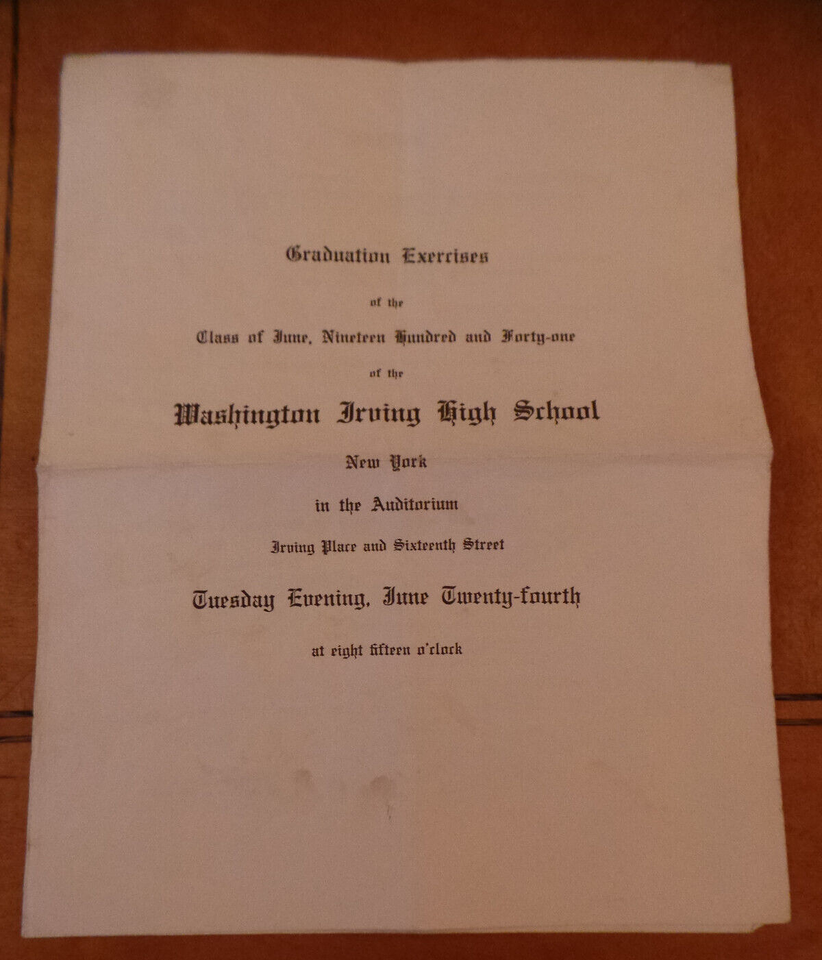 Graduation Exercises
of the
Class of June, Nineteen Hundred and Forty-one
of the
Washington Irving High School
New York
in the Auditorium
Irving Place and Sixteenth Street
Tuesday Evening, June Twenty-fourth
at eight fifteen o'clock